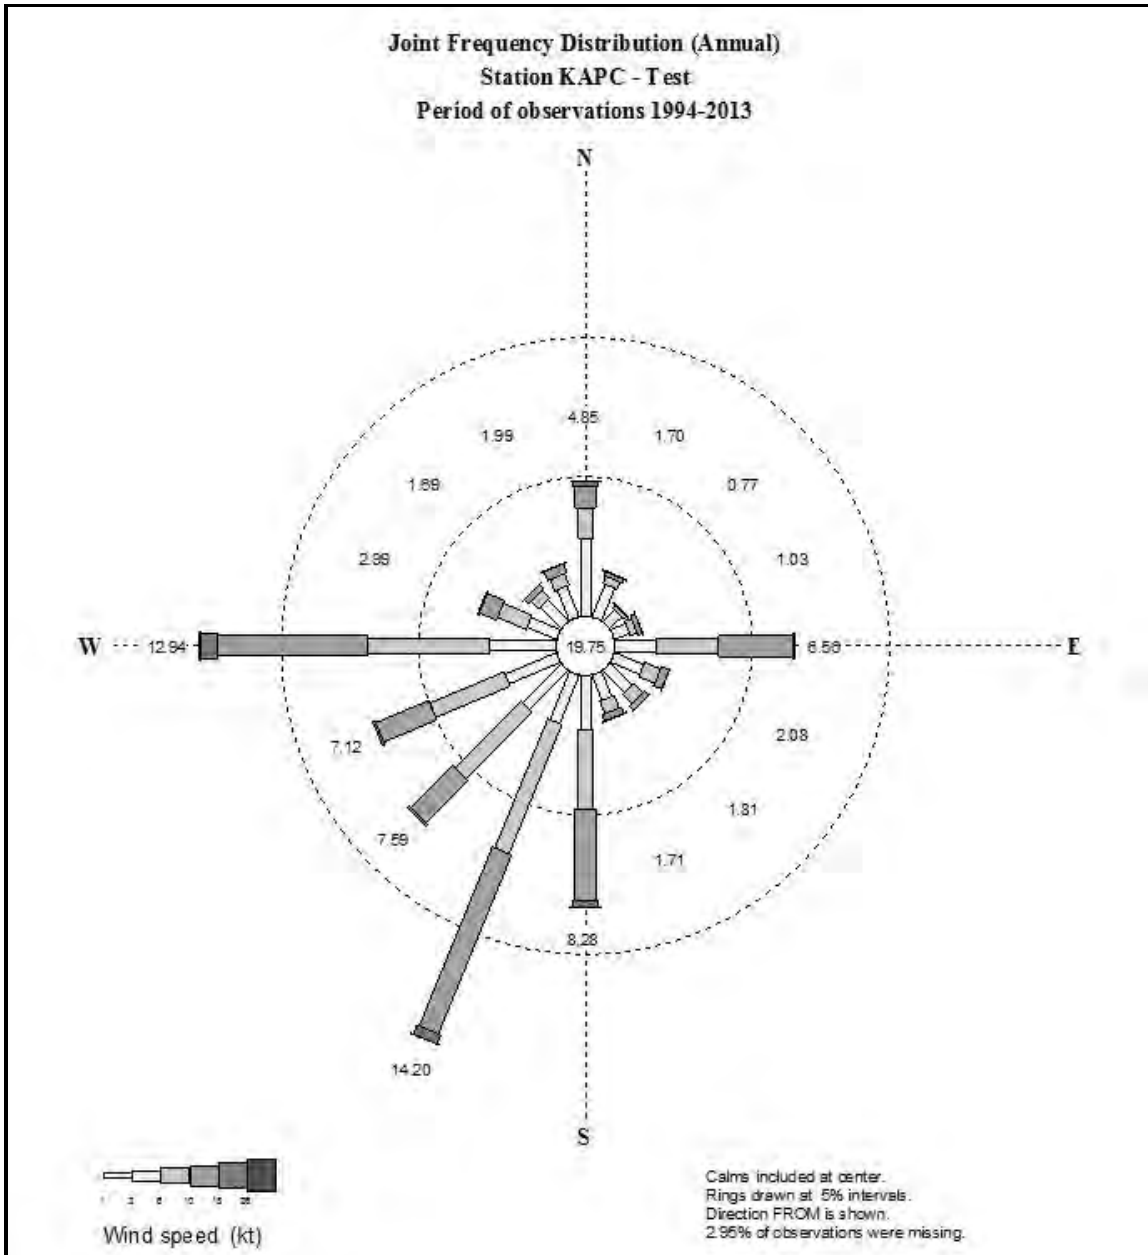 Joint Frequency Distribution (Annual)
Station KAPC - Test
Period of observations 1994-2013
N
4.85
1.99
1.70
1.69
0.77
2.99
1.03
W
12.94
19.75
6.56
E
7.12
2.08
7.59
1.81
1.71
8.28
14.20
S
Calms included at center.
Rings drawn at 5% intervals.
Direction FROM is shown.
2.95% of observations were missing.
Wind speed (kt)